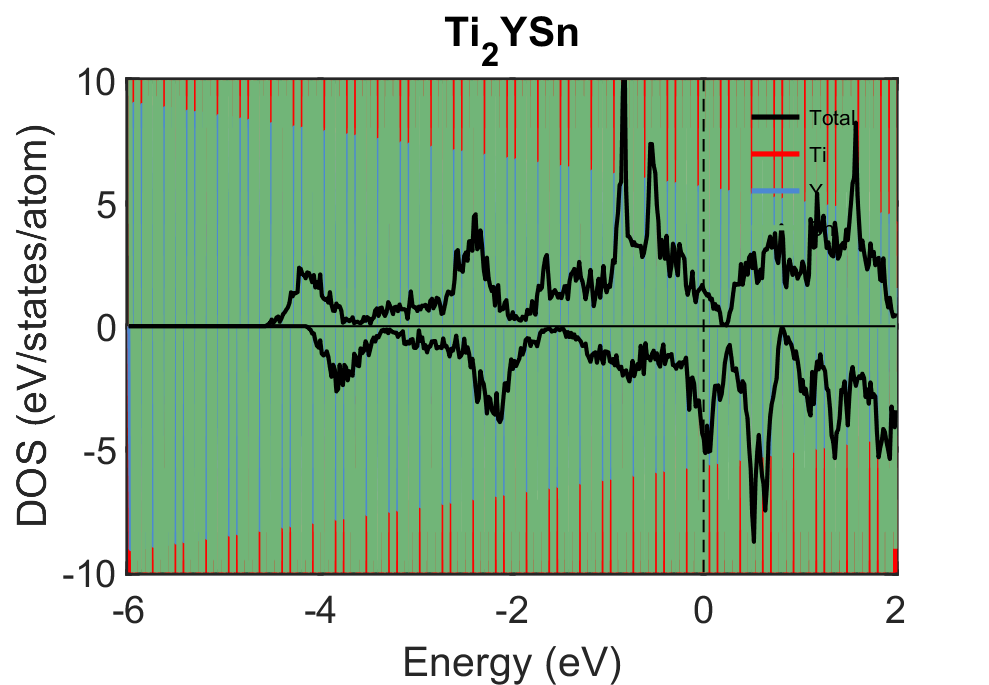 Ti2YSn
10
5
0
-5
-10
DOS (eV/states/atom)
Total
Ti
Y
-6
-4
-2
0
2
Energy (eV)